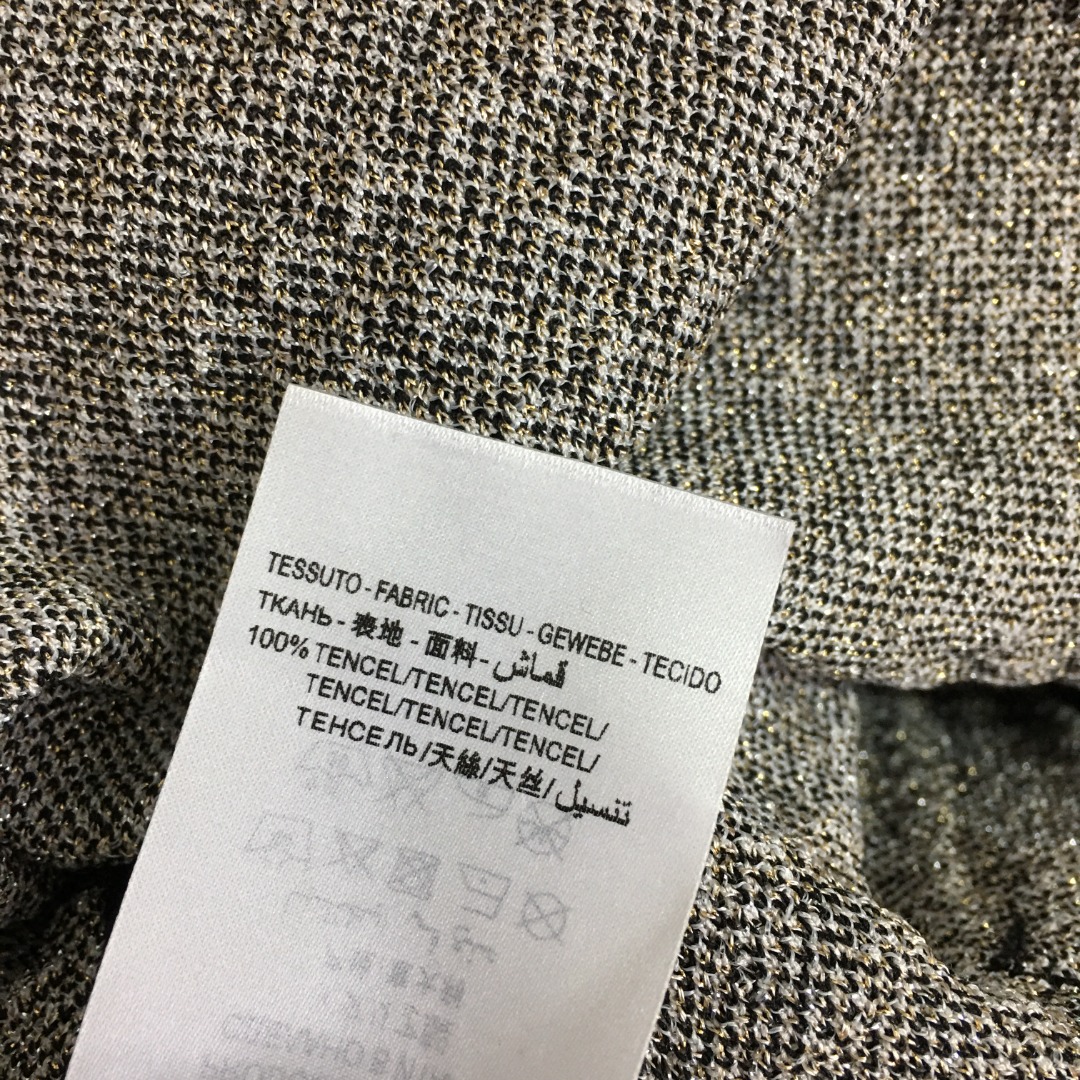 TESSUTO - FABRIC - TISSU - GEWEBE - TECIDO
ТКАНЬ - 表地 - 面料 - قماش
100% TENCEL/TENCEL/TENCEL/
TENCEL/TENCEL/TENCEL/
ТЕНСЕЛЬ/天絲/天丝/تنسيل